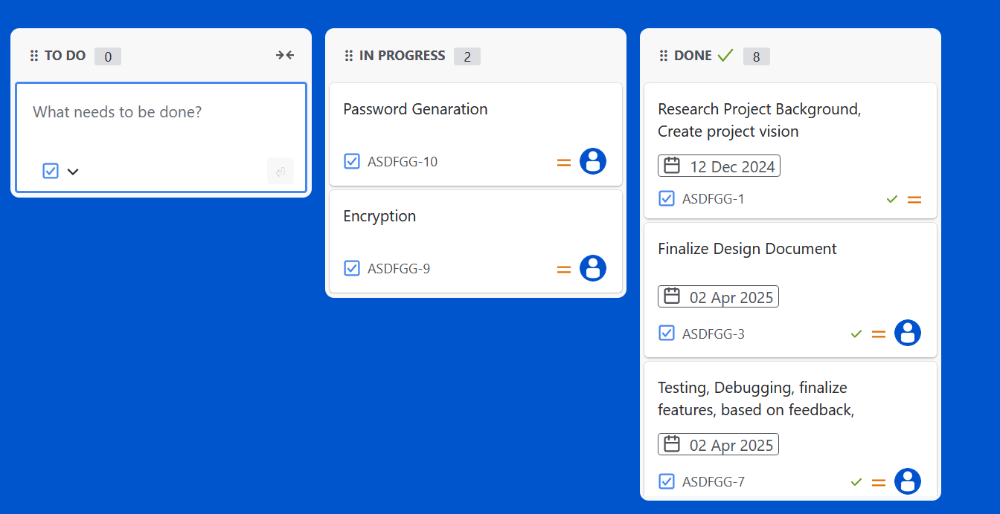 TO DO 0
What needs to be done?
IN PROGRESS 2
Password Genaration
ASDFGG-10
Encryption
ASDFGG-9
DONE 8
Research Project Background,
Create project vision
12 Dec 2024
ASDFGG-1
Finalize Design Document
02 Apr 2025
ASDFGG-3
Testing, Debugging, finalize
features, based on feedback,
02 Apr 2025
ASDFGG-7